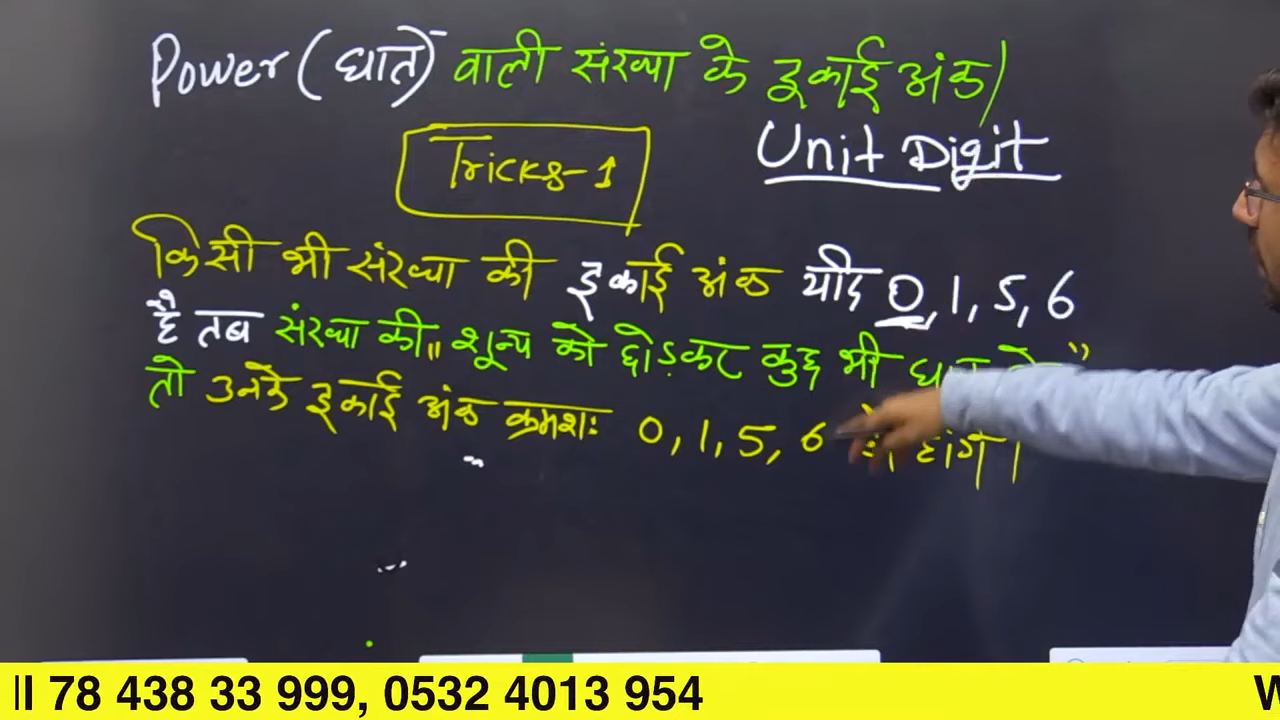 Power (घात) वाली संख्या के इकाई अंक।
Tricks-1
Unit Digit
किसी भी संख्या की इकाई अंक यदि 0, 1, 5, 6
है तब संख्या की "शून्य को छोड़कर कुछ भी
तो उनके इकाई अंक क्रमशः 0, 1, 5, 6 होंगे।
78 438 33 999, 0532 4013 954